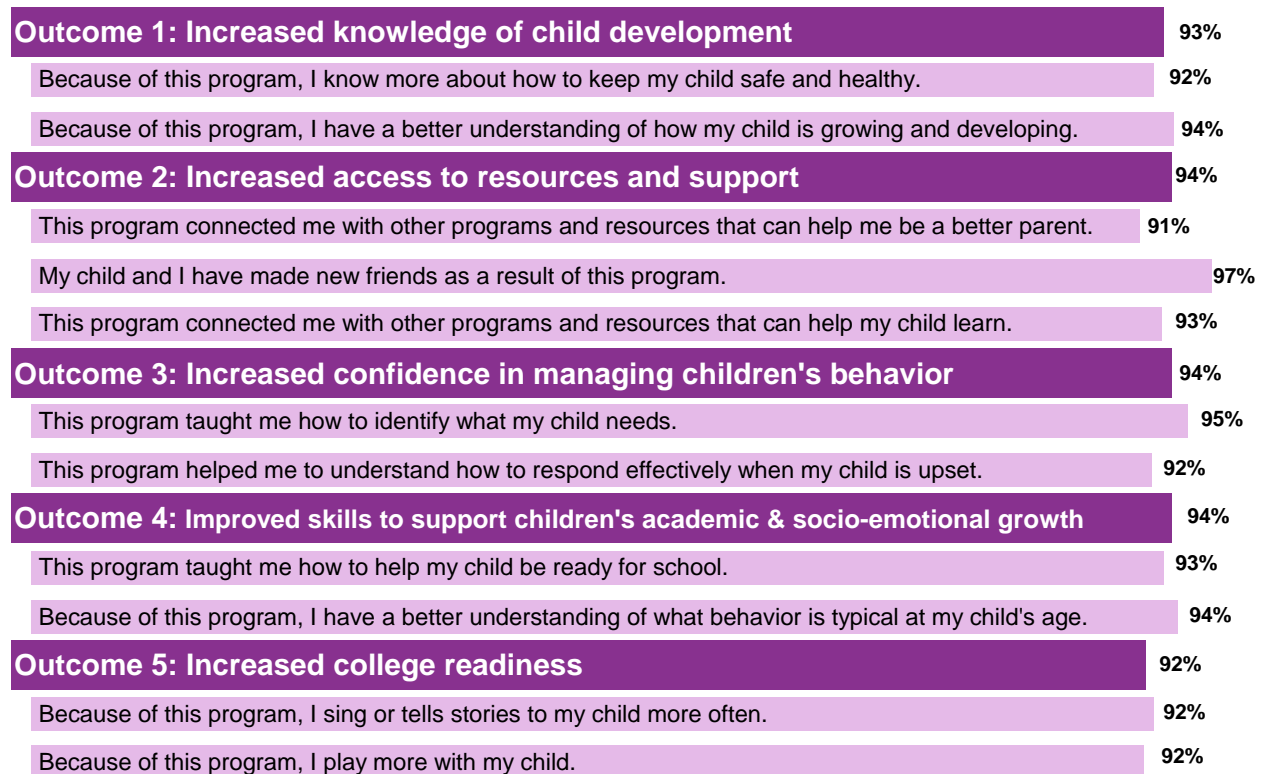 Outcome 1: Increased knowledge of child development 93%
Because of this program, I know more about how to keep my child safe and healthy. 92%
Because of this program, I have a better understanding of how my child is growing and developing. 94%
Outcome 2: Increased access to resources and support 94%
This program connected me with other programs and resources that can help me be a better parent. 91%
My child and I have made new friends as a result of this program. 97%
This program connected me with other programs and resources that can help my child learn. 93%
Outcome 3: Increased confidence in managing children's behavior 94%
This program taught me how to identify what my child needs. 95%
This program helped me to understand how to respond effectively when my child is upset. 92%
Outcome 4: Improved skills to support children's academic & socio-emotional growth 94%
This program taught me how to help my child be ready for school. 93%
Because of this program, I have a better understanding of what behavior is typical at my child's age. 94%
Outcome 5: Increased college readiness 92%
Because of this program, I sing or tells stories to my child more often. 92%
Because of this program, I play more with my child. 92%